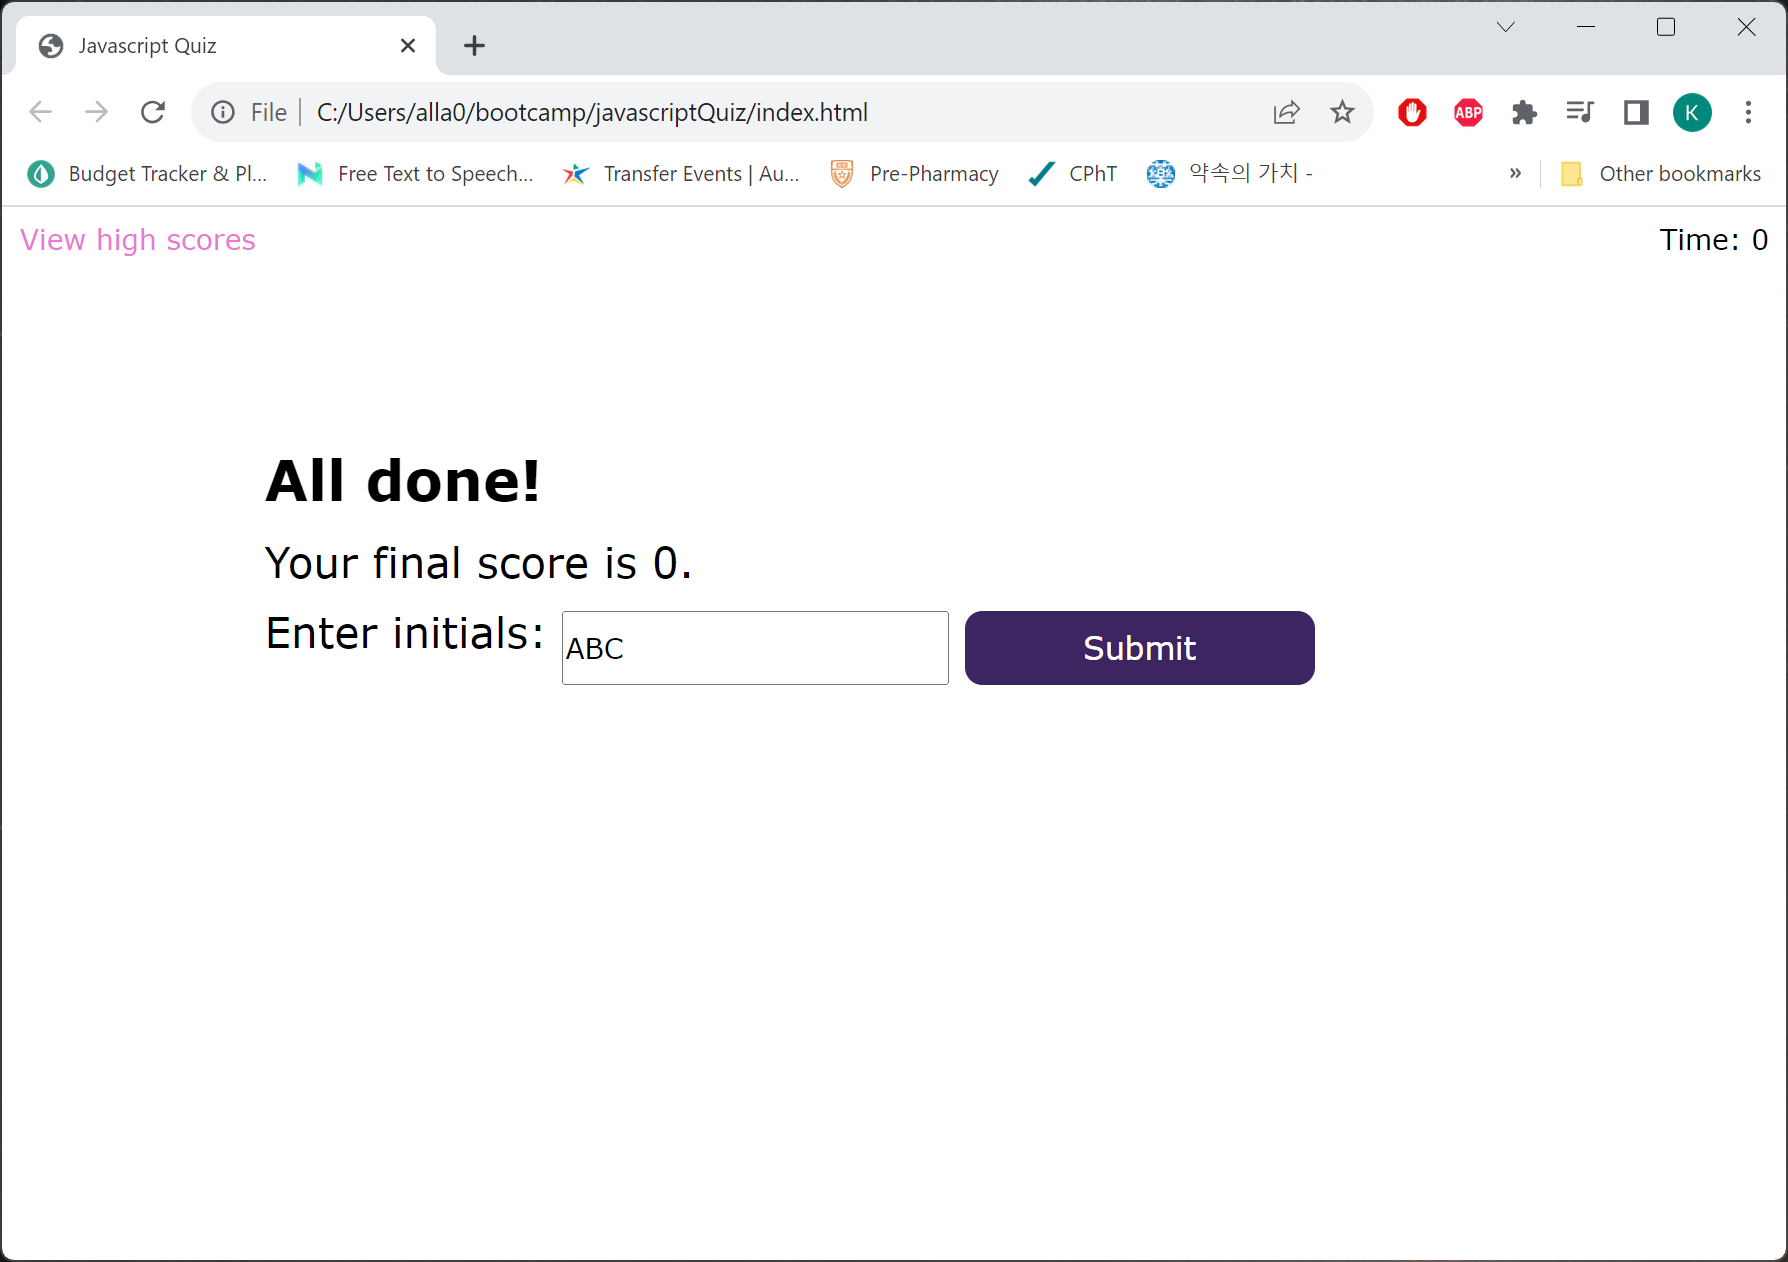 Javascript Quiz
File C:/Users/alla0/bootcamp/javascriptQuiz/index.html ABP K
Budget Tracker & Pl... Free Text to Speech... Transfer Events | Au... Pre-Pharmacy CPhT 약속의 가치 - » Other bookmarks
View high scores Time: 0
All done!
Your final score is 0.
Enter initials: ABC Submit